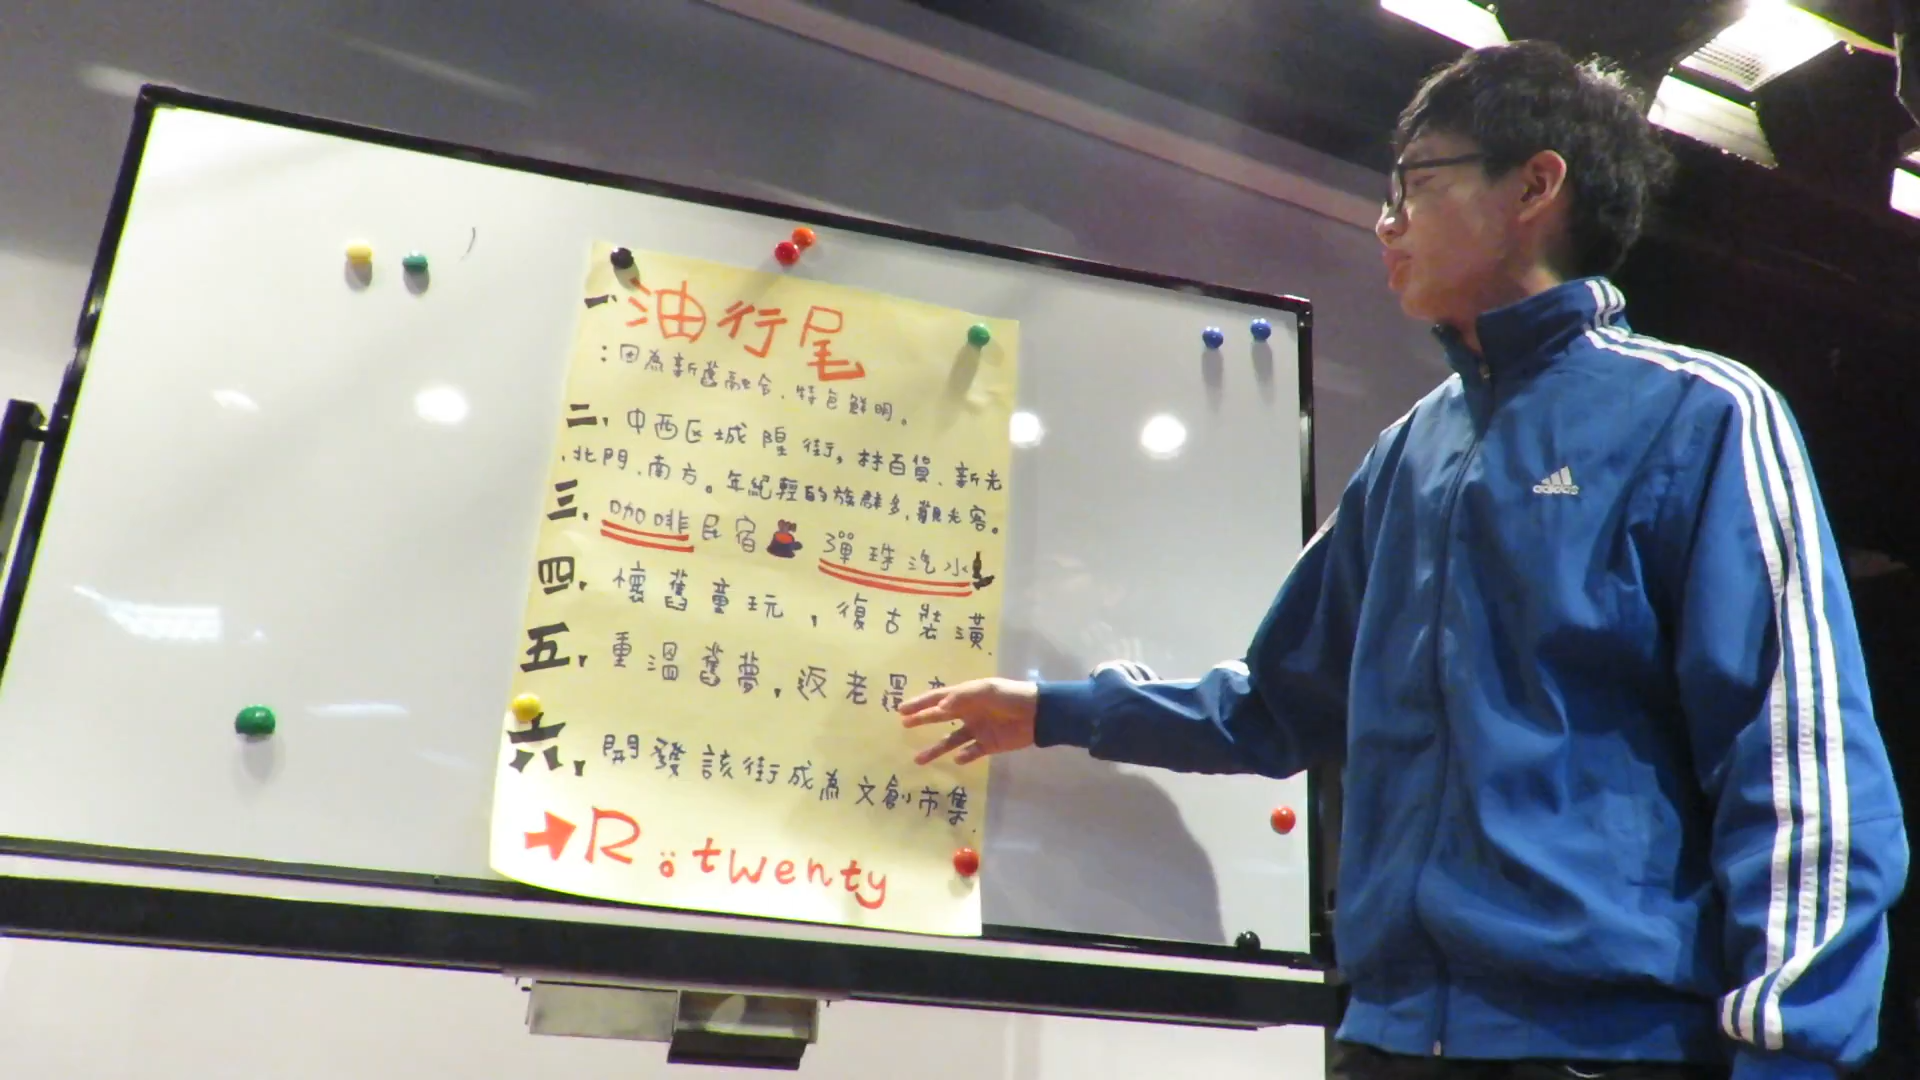 一、油行尾
：因為新舊融合、特色鮮明。
二、中西区城隍街，林百貨、新光
、北門、南方。年紀輕的族群多、觀光客。
三、咖啡民宿 彈珠汽水
四、懷舊童玩，復古裝潢、
五、重溫舊夢，返老還
六、開發該街成為文創市集、
R:twenty
adidas